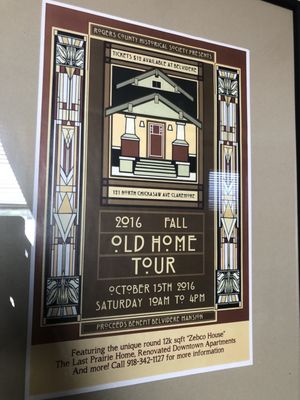 ROGERS COUNTY HISTORICAL SOCIETY PRESENTS
TICKETS $15 AVAILABLE AT BELVIDERE
121 NORTH CHICKASAW AVE CLAREMORE
2016 FALL
OLD HOME
TOUR
OCTOBER 15TH 2016
SATURDAY 10AM TO 4PM
PROCEEDS BENEFIT BELVIDERE MANSION
Featuring the unique round 12k sqft "Zebco House"
The Last Prairie Home, Renovated Downtown Apartments
And more! Call 918-342-1127 for more information